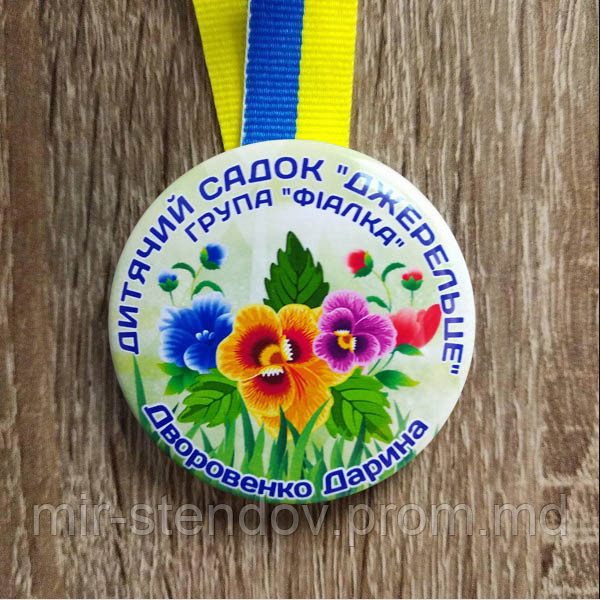 ДИТЯЧИЙ САДОК "ДЖЕРЕЛЬЦЕ"
ГРУПА "ФІАЛКА"
Дворовенко Дарина
mir-stendov.prom.md